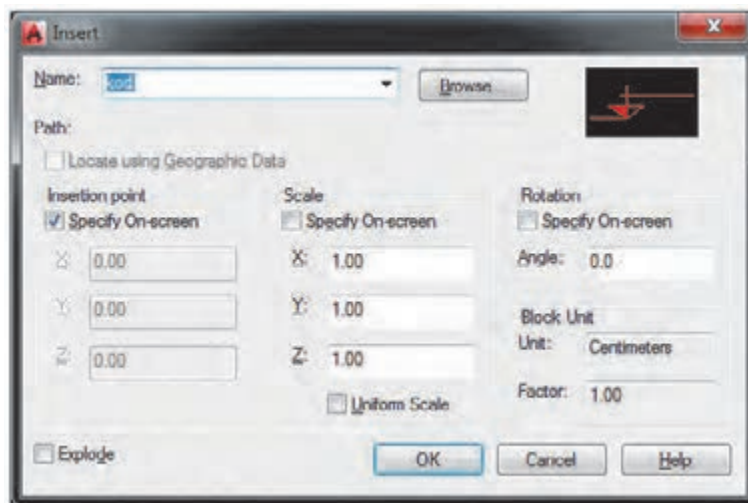 Insert
Name: cod Browse...
Path:
Locate using Geographic Data
Insertion point Scale Rotation
Specify On-screen Specify On-screen Specify On-screen
X: 0.00 X: 1.00 Angle: 0.0
Y: 0.00 Y: 1.00 Block Unit
Z: 0.00 Z: 1.00 Unit: Centimeters
Uniform Scale Factor: 1.00
Explode OK Cancel Help